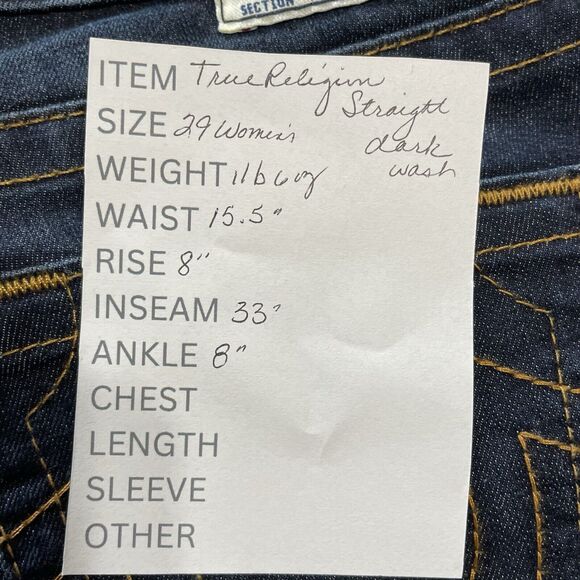 SECTION
ITEM True Religion
Straight
dark
wash
SIZE 29 Women's
WEIGHT 1lb 6oz
WAIST 15.5"
RISE 8"
INSEAM 33"
ANKLE 8"
CHEST
LENGTH
SLEEVE
OTHER